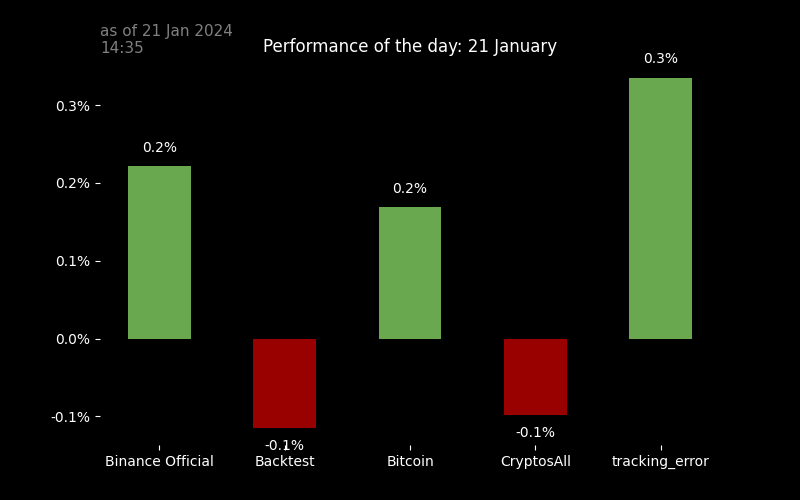 as of 21 Jan 2024
14:35
Performance of the day: 21 January
0.3%
0.3%
0.2%
0.2%
0.2%
0.1%
0.0%
-0.1%
-0.1%
-0.1%
Binance Official
Backtest
Bitcoin
CryptosAll
tracking_error